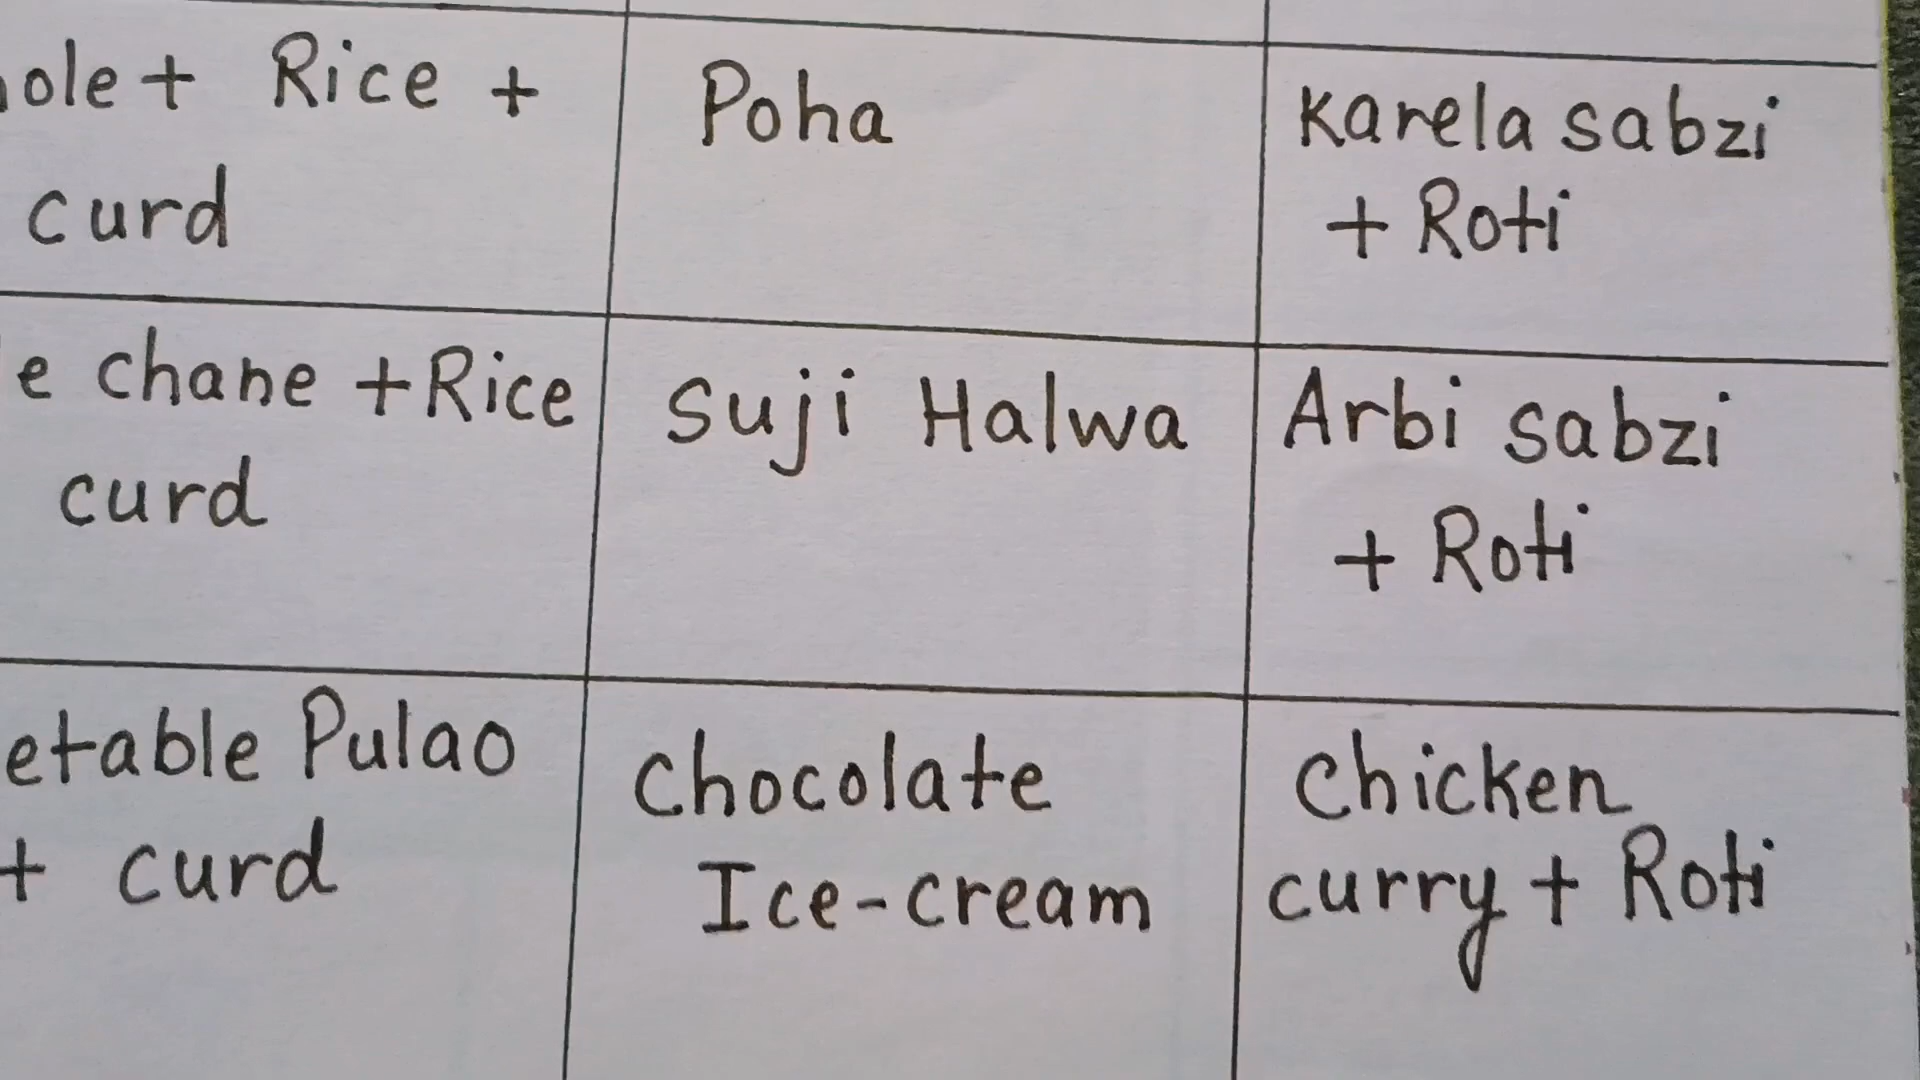 ole + Rice +
curd
Poha
Karela sabzi
+ Roti
e chane + Rice
curd
Suji Halwa
Arbi sabzi
+ Roti
etable Pulao
+ curd
Chocolate
Ice-cream
Chicken
curry + Roti